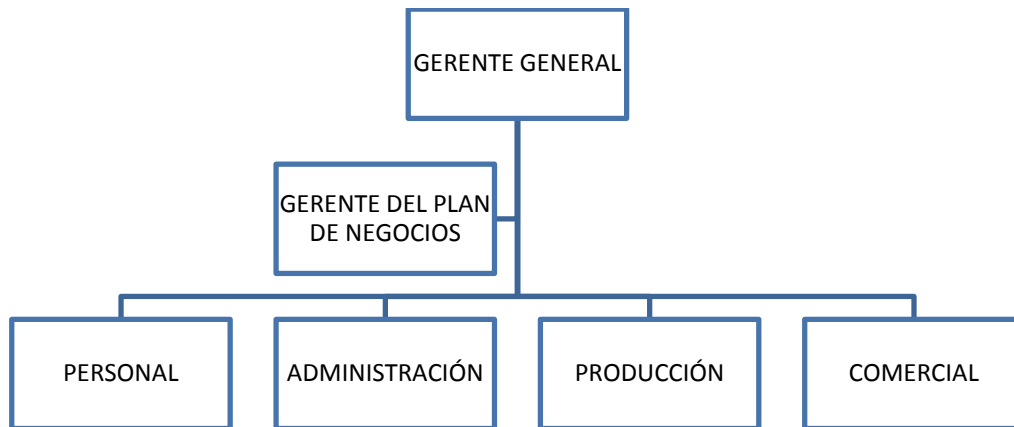 GERENTE GENERAL
GERENTE DEL PLAN
DE NEGOCIOS
PERSONAL
ADMINISTRACIÓN
PRODUCCIÓN
COMERCIAL